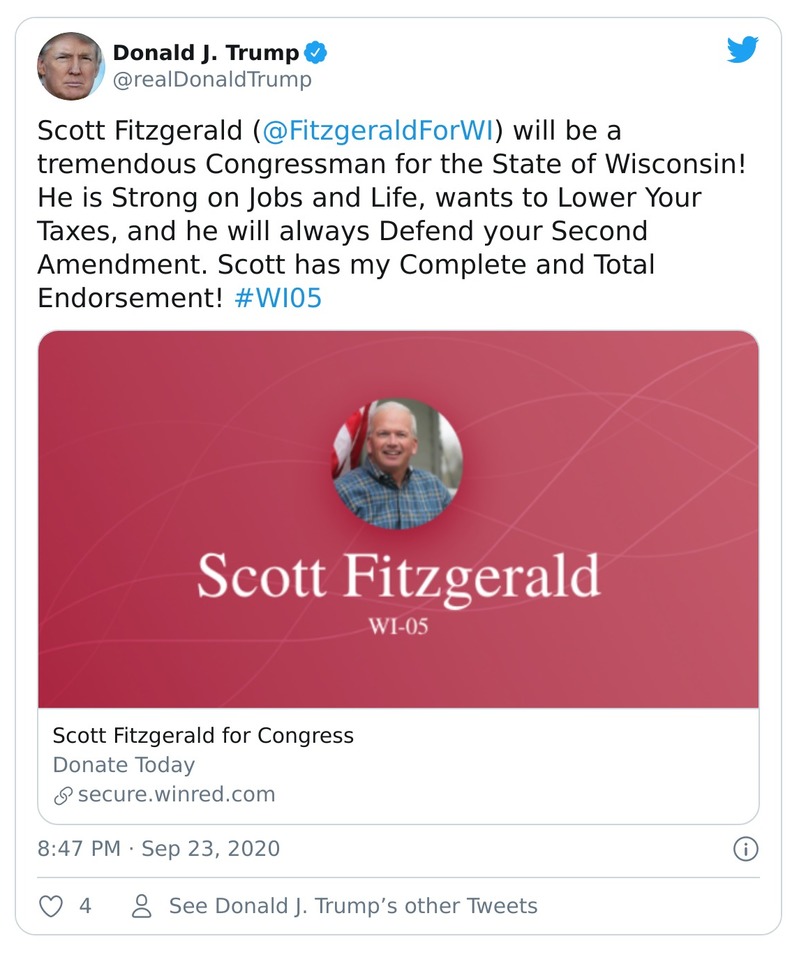 Donald J. Trump
@realDonaldTrump
Scott Fitzgerald (@FitzgeraldForWI) will be a
tremendous Congressman for the State of Wisconsin!
He is Strong on Jobs and Life, wants to Lower Your
Taxes, and he will always Defend your Second
Amendment. Scott has my Complete and Total
Endorsement! #WI05
Scott Fitzgerald
WI-05
Scott Fitzgerald for Congress
Donate Today
secure.winred.com
8:47 PM · Sep 23, 2020
4 See Donald J. Trump’s other Tweets